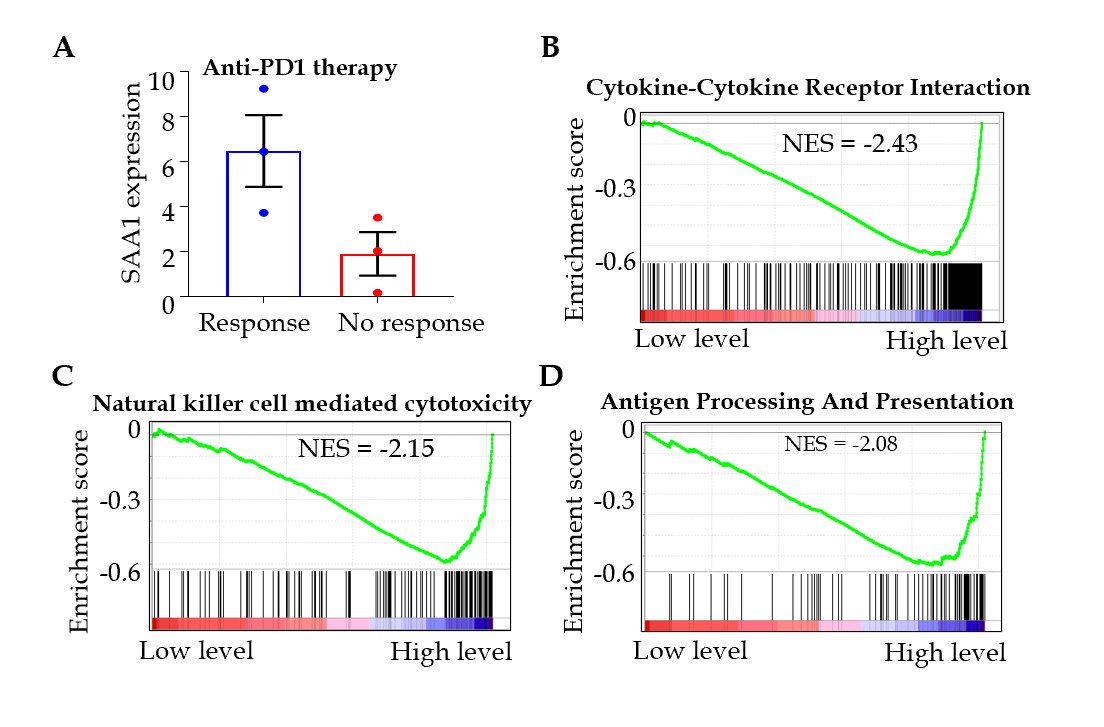 A
Anti-PD1 therapy
SAA1 expression
10
8
6
4
2
0
Response
No response
B
Cytokine-Cytokine Receptor Interaction
Enrichment score
0
-0.3
-0.6
NES = -2.43
Low level
High level
C
Natural killer cell mediated cytotoxicity
Enrichment score
0
-0.3
-0.6
NES = -2.15
Low level
High level
D
Antigen Processing And Presentation
Enrichment score
0
-0.3
-0.6
NES = -2.08
Low level
High level